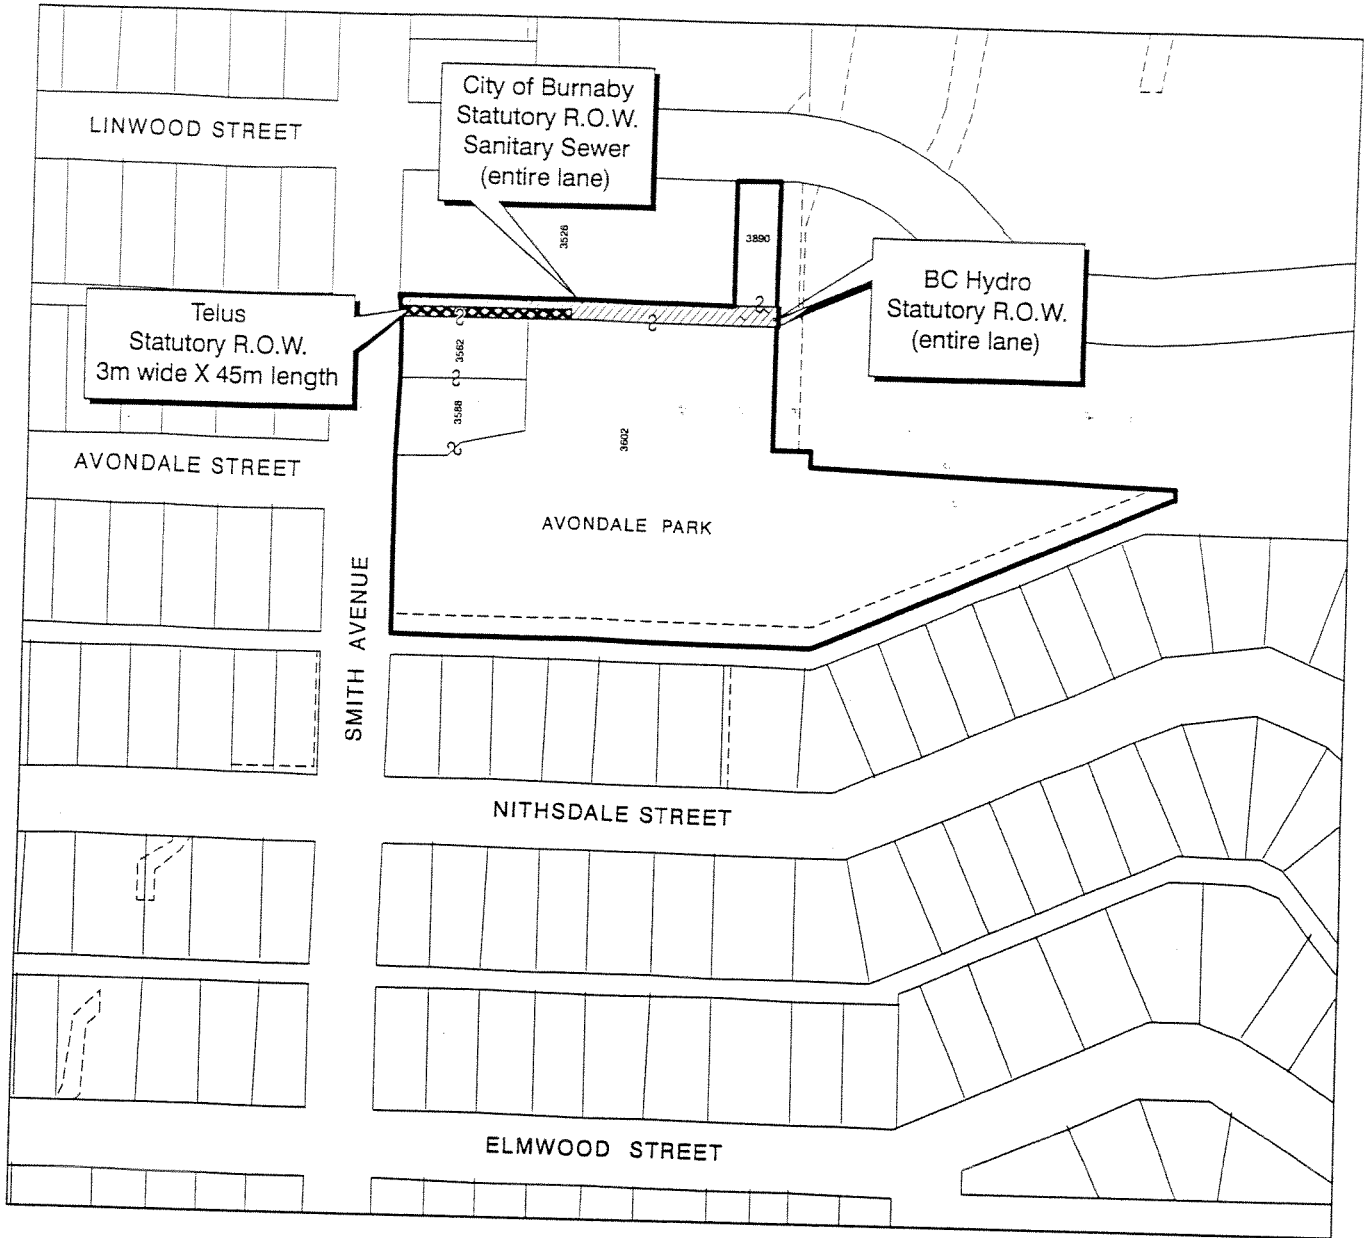 City of Burnaby
Statutory R.O.W.
Sanitary Sewer
(entire lane)
LINWOOD STREET
3526
3890
BC Hydro
Statutory R.O.W.
(entire lane)
Telus
Statutory R.O.W.
3m wide X 45m length
3562
3588
3602
AVONDALE STREET
AVONDALE PARK
SMITH AVENUE
NITHSDALE STREET
ELMWOOD STREET